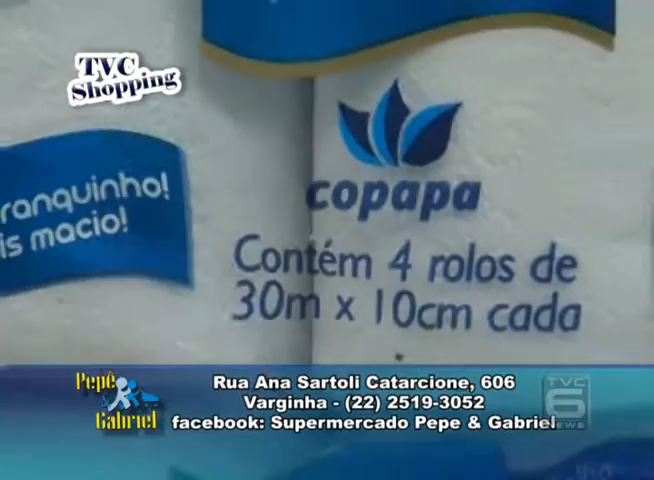 TVC
Shopping
ranquinho!
is macio!
copapa
Contém 4 rolos de
30m x 10cm cada
Pepê
&
Gabriel
Rua Ana Sartoli Catarcione, 606
Varginha - (22) 2519-3052
facebook: Supermercado Pepe & Gabriel
TVC
6
NEWS